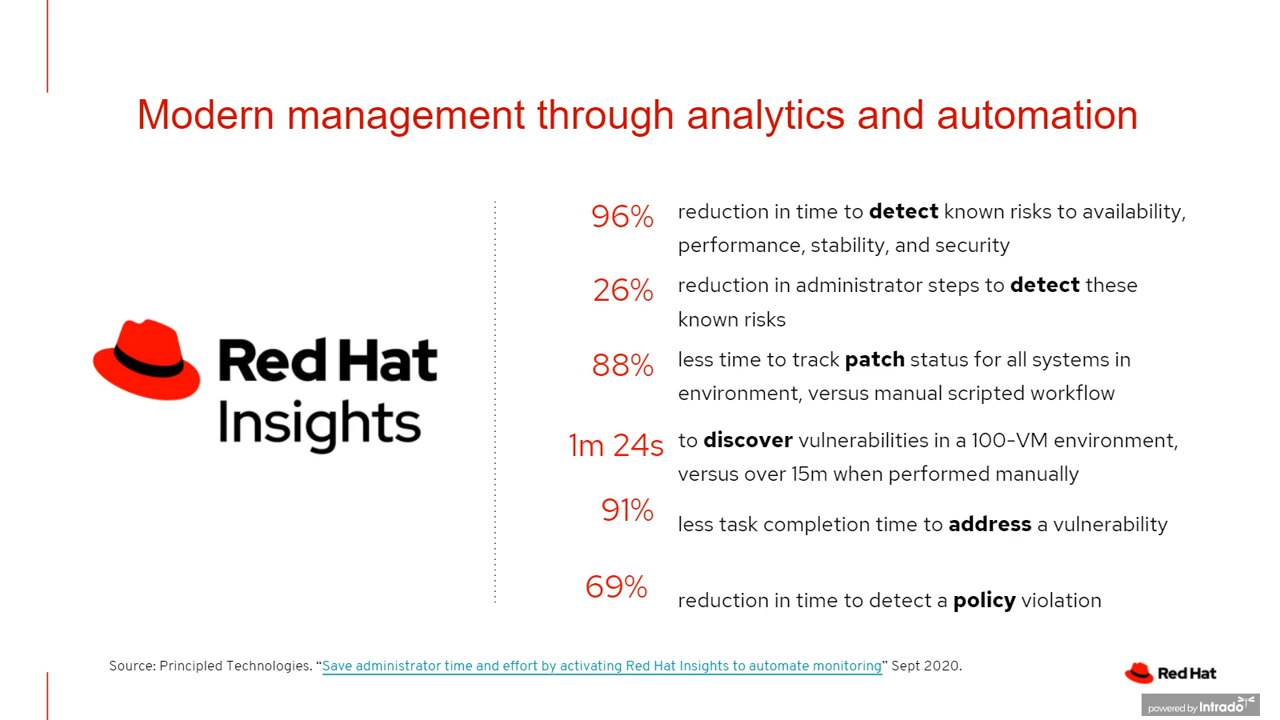 Modern management through analytics and automation
Red Hat
Insights
96% reduction in time to detect known risks to availability,
performance, stability, and security
26% reduction in administrator steps to detect these
known risks
88% less time to track patch status for all systems in
environment, versus manual scripted workflow
1m 24s to discover vulnerabilities in a 100-VM environment,
versus over 15m when performed manually
91% less task completion time to address a vulnerability
69% reduction in time to detect a policy violation
Source: Principled Technologies. “Save administrator time and effort by activating Red Hat Insights to automate monitoring” Sept 2020.
Red Hat
powered by Intrado